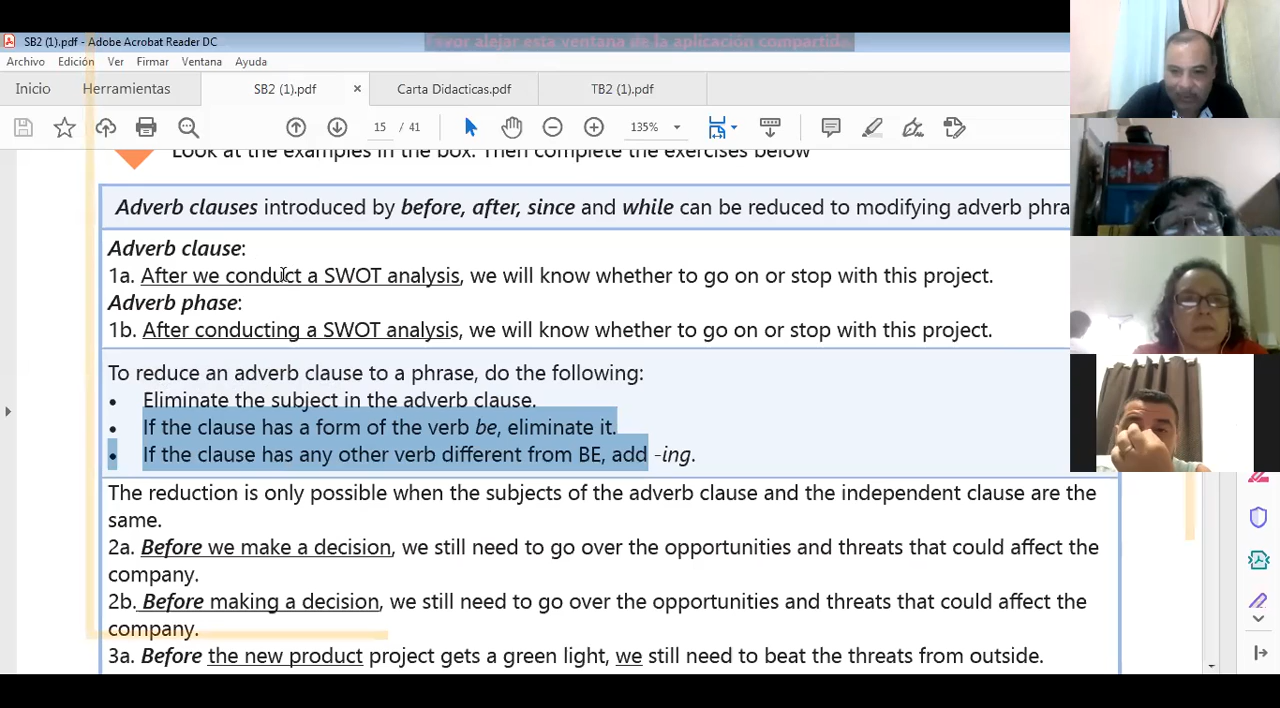 SB2 (1).pdf - Adobe Acrobat Reader DC
Favor alejar esta ventana de la aplicación compartida.
Archivo Edición Ver Firmar Ventana Ayuda
Inicio Herramientas SB2 (1).pdf × Carta Didacticas.pdf TB2 (1).pdf
15 / 41 135%
Look at the examples in the box. Then complete the exercises below
Adverb clauses introduced by before, after, since and while can be reduced to modifying adverb phra
Adverb clause:
1a. After we conduct a SWOT analysis, we will know whether to go on or stop with this project.
Adverb phase:
1b. After conducting a SWOT analysis, we will know whether to go on or stop with this project.
To reduce an adverb clause to a phrase, do the following:
• Eliminate the subject in the adverb clause.
• If the clause has a form of the verb be, eliminate it.
• If the clause has any other verb different from BE, add -ing.
The reduction is only possible when the subjects of the adverb clause and the independent clause are the
same.
2a. Before we make a decision, we still need to go over the opportunities and threats that could affect the
company.
2b. Before making a decision, we still need to go over the opportunities and threats that could affect the
company.
3a. Before the new product project gets a green light, we still need to beat the threats from outside.